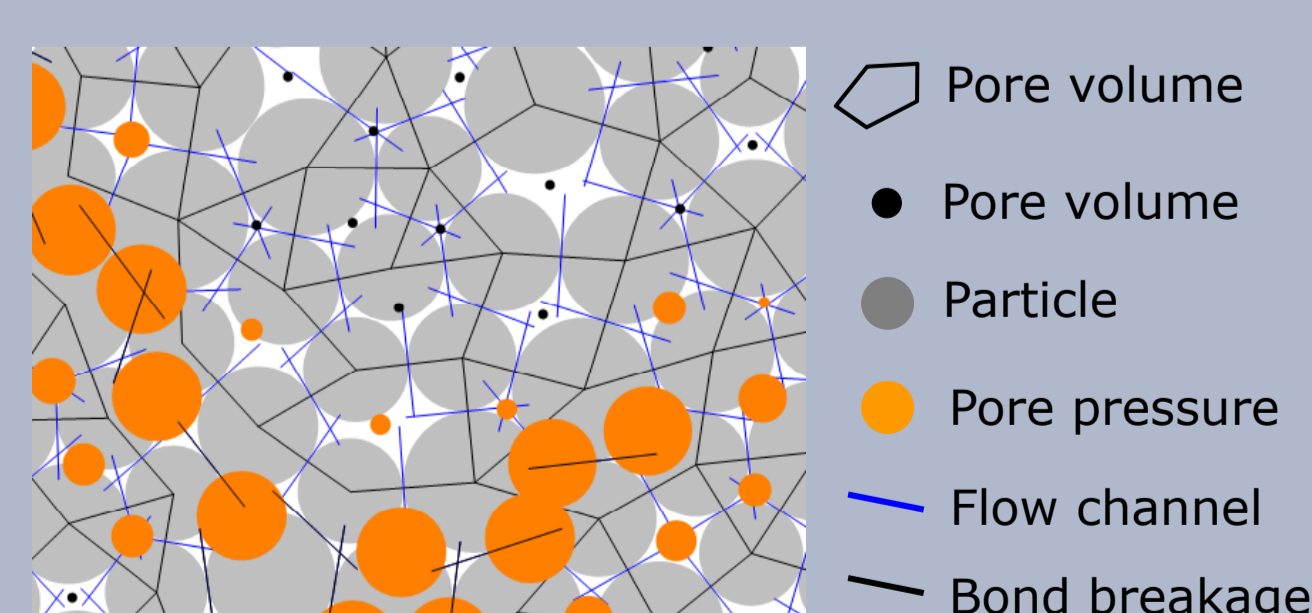 Pore volume
Pore volume
Particle
Pore pressure
Flow channel
Bond breakage